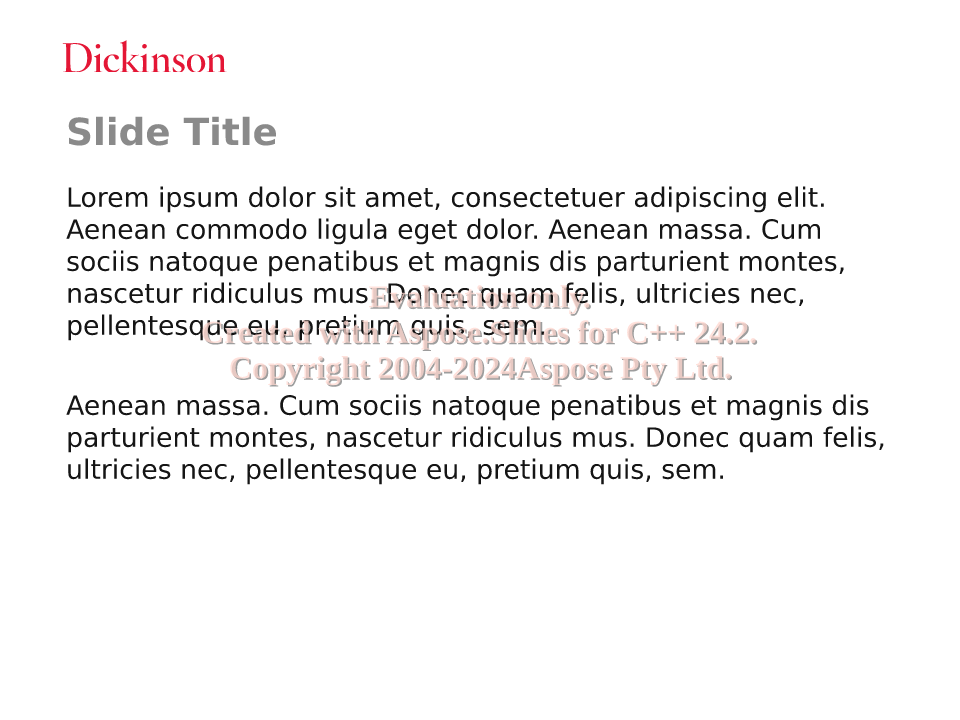 Dickinson
Slide Title
Lorem ipsum dolor sit amet, consectetuer adipiscing elit.
Aenean commodo ligula eget dolor. Aenean massa. Cum
sociis natoque penatibus et magnis dis parturient montes,
nascetur ridiculus mus. Donec quam felis, ultricies nec,
pellentesque eu, pretium quis, sem.
Evaluation only.
Created with Aspose.Slides for C++ 24.2.
Copyright 2004-2024Aspose Pty Ltd.
Aenean massa. Cum sociis natoque penatibus et magnis dis
parturient montes, nascetur ridiculus mus. Donec quam felis,
ultricies nec, pellentesque eu, pretium quis, sem.